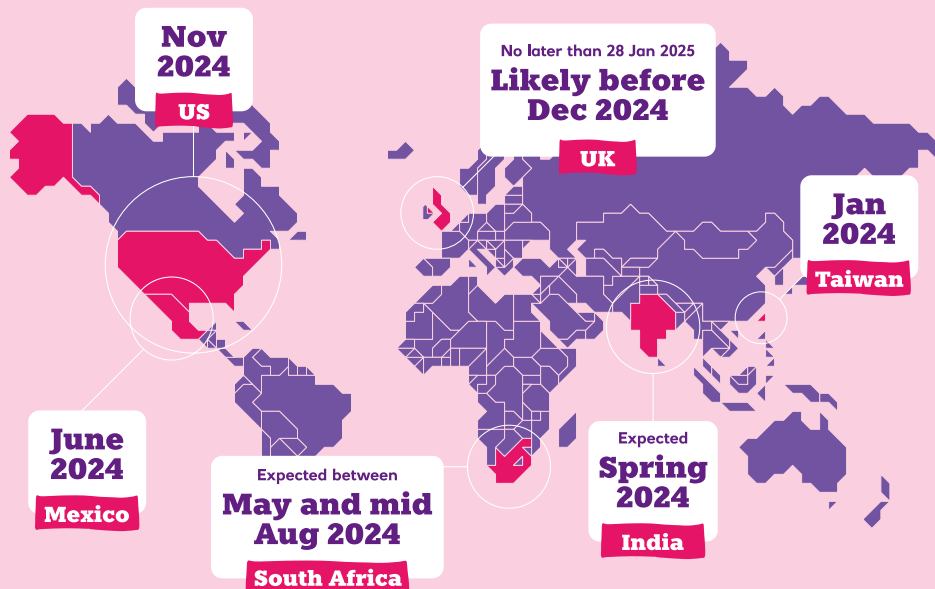 Nov
2024
US
No later than 28 Jan 2025
Likely before
Dec 2024
UK
Jan
2024
Taiwan
June
2024
Mexico
Expected between
May and mid
Aug 2024
South Africa
Expected
Spring
2024
India